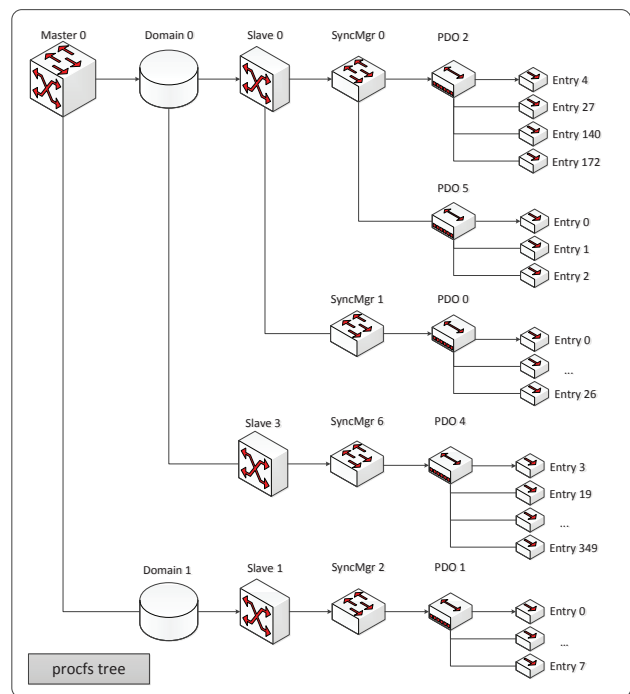 Master 0
Domain 0
Slave 0
SyncMgr 0
PDO 2
Entry 4
Entry 27
Entry 140
Entry 172
PDO 5
Entry 0
Entry 1
Entry 2
SyncMgr 1
PDO 0
Entry 0
...
Entry 26
Slave 3
SyncMgr 6
PDO 4
Entry 3
Entry 19
...
Entry 349
Domain 1
Slave 1
SyncMgr 2
PDO 1
Entry 0
...
Entry 7
procfs tree